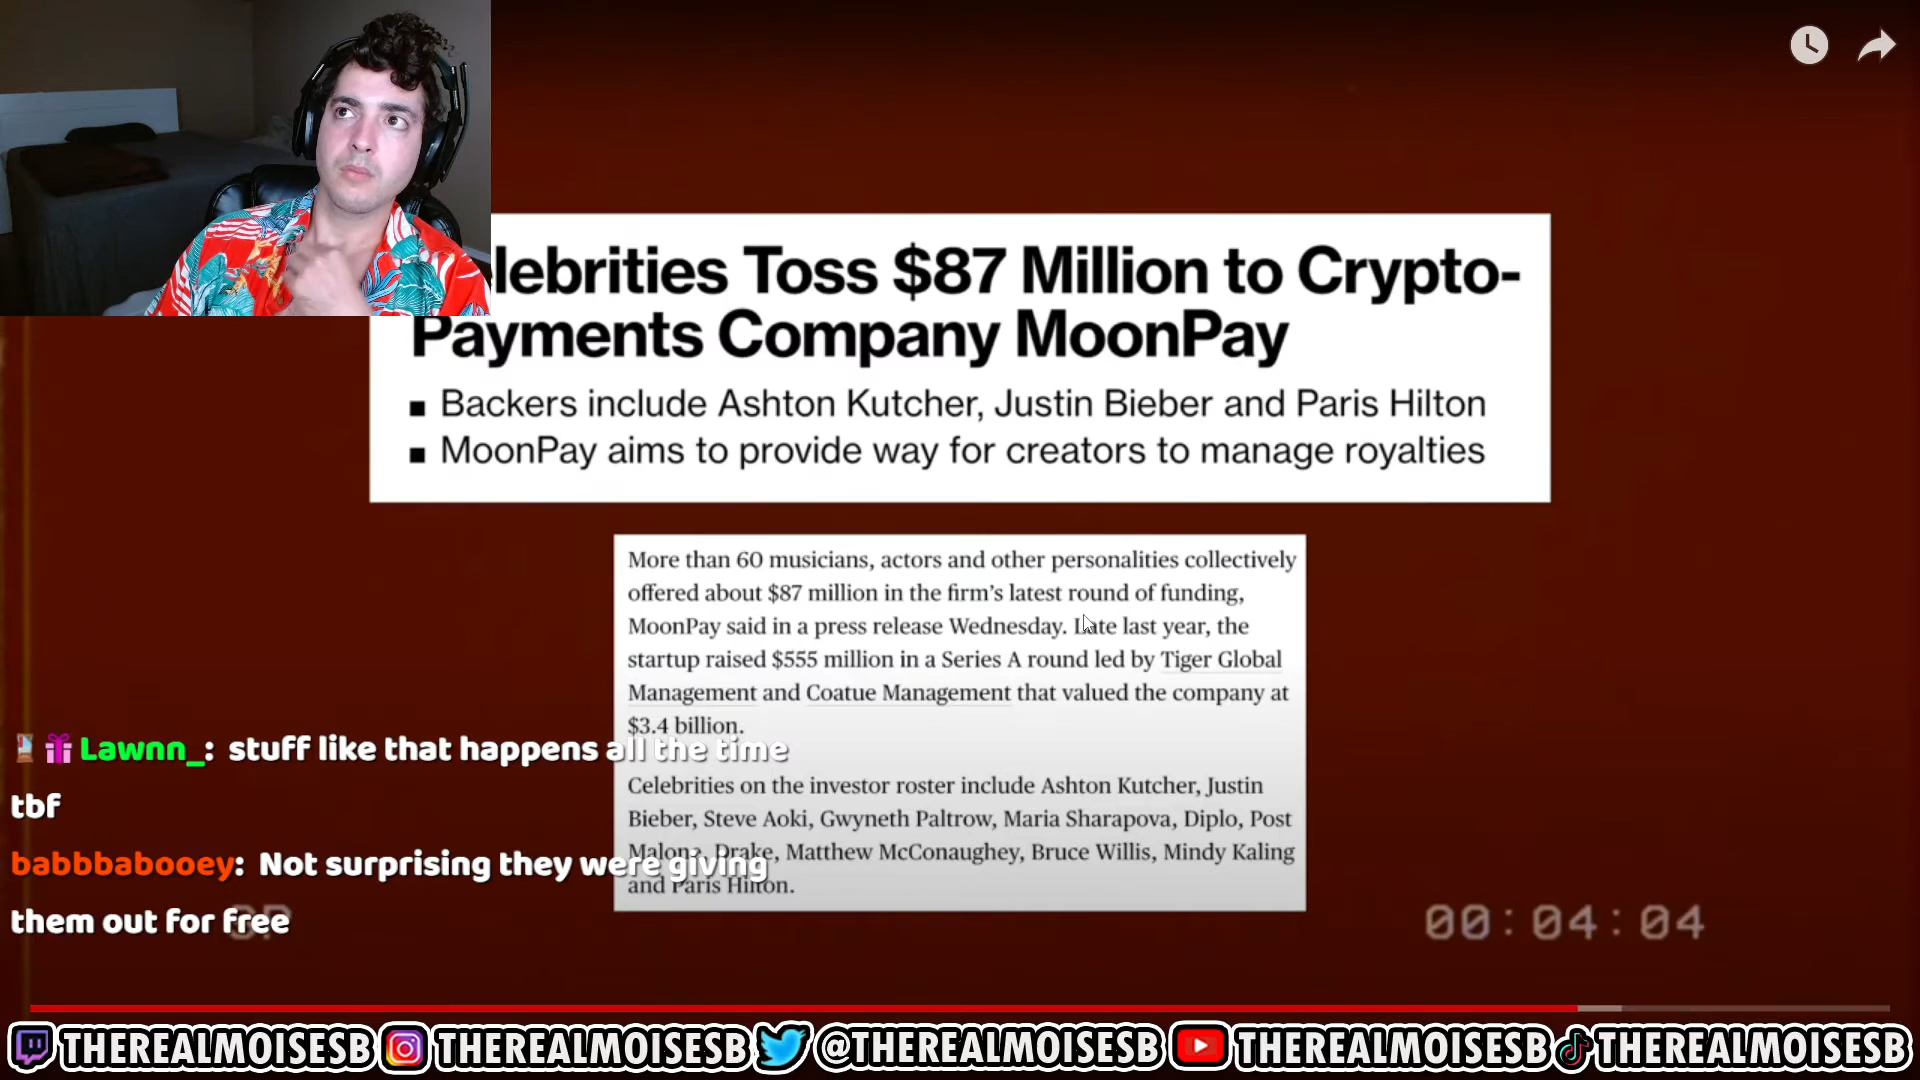 lebrities Toss $87 Million to Crypto-
Payments Company MoonPay
■ Backers include Ashton Kutcher, Justin Bieber and Paris Hilton
■ MoonPay aims to provide way for creators to manage royalties
More than 60 musicians, actors and other personalities collectively
offered about $87 million in the firm's latest round of funding,
MoonPay said in a press release Wednesday. Late last year, the
startup raised $555 million in a Series A round led by Tiger Global
Management and Coatue Management that valued the company at
$3.4 billion.
Celebrities on the investor roster include Ashton Kutcher, Justin
Bieber, Steve Aoki, Gwyneth Paltrow, Maria Sharapova, Diplo, Post
Malone, Drake, Matthew McConaughey, Bruce Willis, Mindy Kaling
and Paris Hilton.
Lawnn_: stuff like that happens all the time
tbf
babbbabooey: Not surprising they were giving
them out for free
00:04:04
THEREALMOISESB THEREALMOISESB @THEREALMOISESB THEREALMOISESB THEREALMOISESB